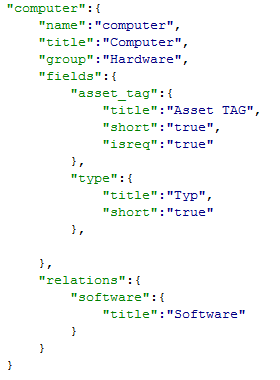 "computer":{
    "name":"computer",
    "title":"Computer",
    "group":"Hardware",
    "fields":{
        "asset_tag":{
            "title":"Asset TAG",
            "short":"true",
            "isreq":"true"
        },
        "type":{
            "title":"Typ",
            "short":"true"
        },

    },
    "relations":{
        "software":{
            "title":"Software"
        }
    }
}